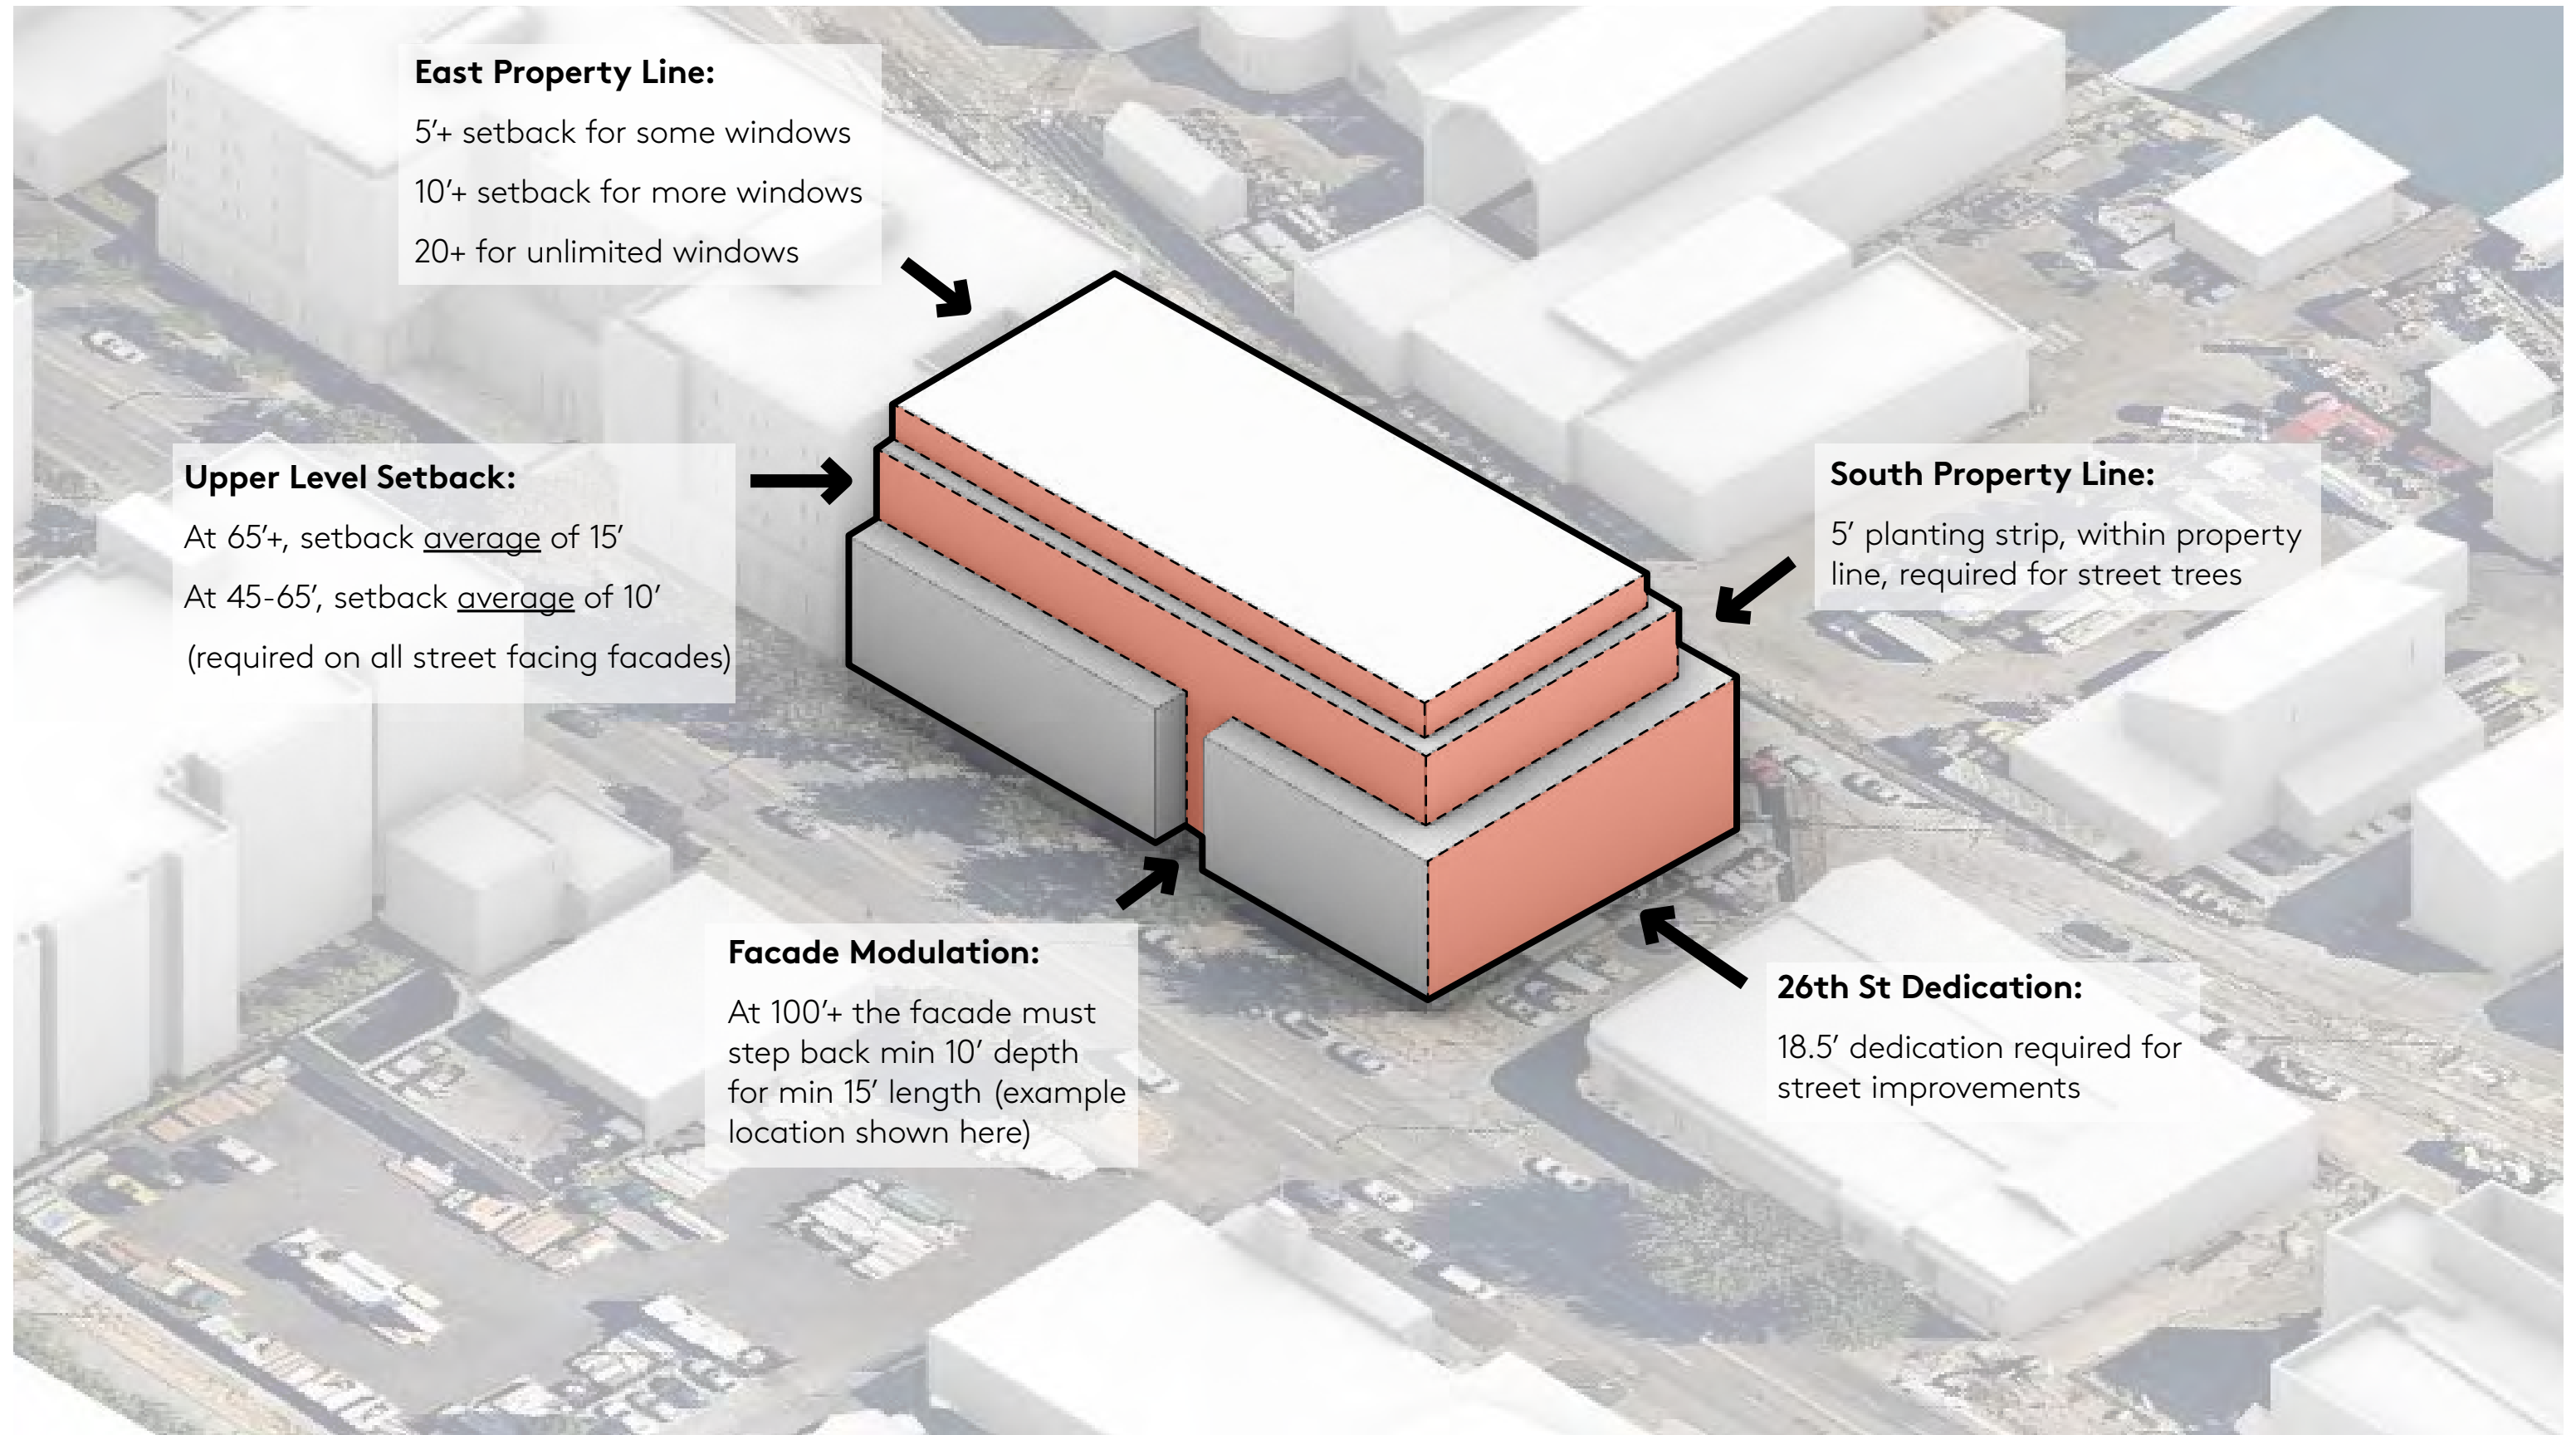 East Property Line:
5’+ setback for some windows
10’+ setback for more windows
20+ for unlimited windows
Upper Level Setback:
At 65’+, setback average of 15’
At 45-65’, setback average of 10’
(required on all street facing facades)
South Property Line:
5’ planting strip, within property
line, required for street trees
Facade Modulation:
At 100’+ the facade must
step back min 10’ depth
for min 15’ length (example
location shown here)
26th St Dedication:
18.5’ dedication required for
street improvements